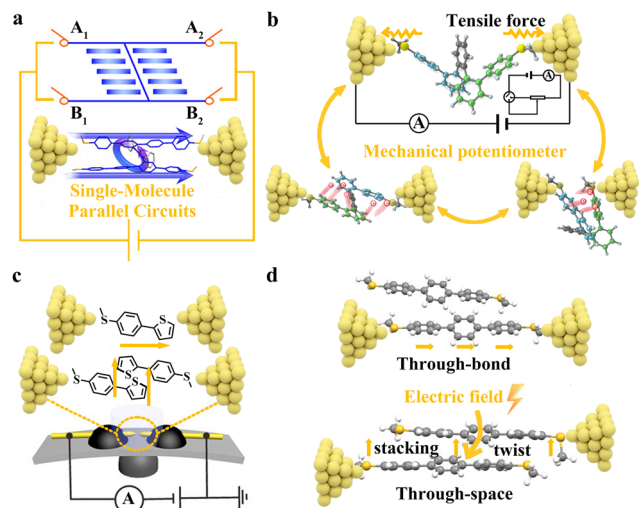 a
A1 A2
B1 B2
Single-Molecule
Parallel Circuits
b
Tensile force
A
A
Mechanical potentiometer
c
S
S
S
S
S
S
A
d
Through-bond
Electric field
stacking twist
Through-space